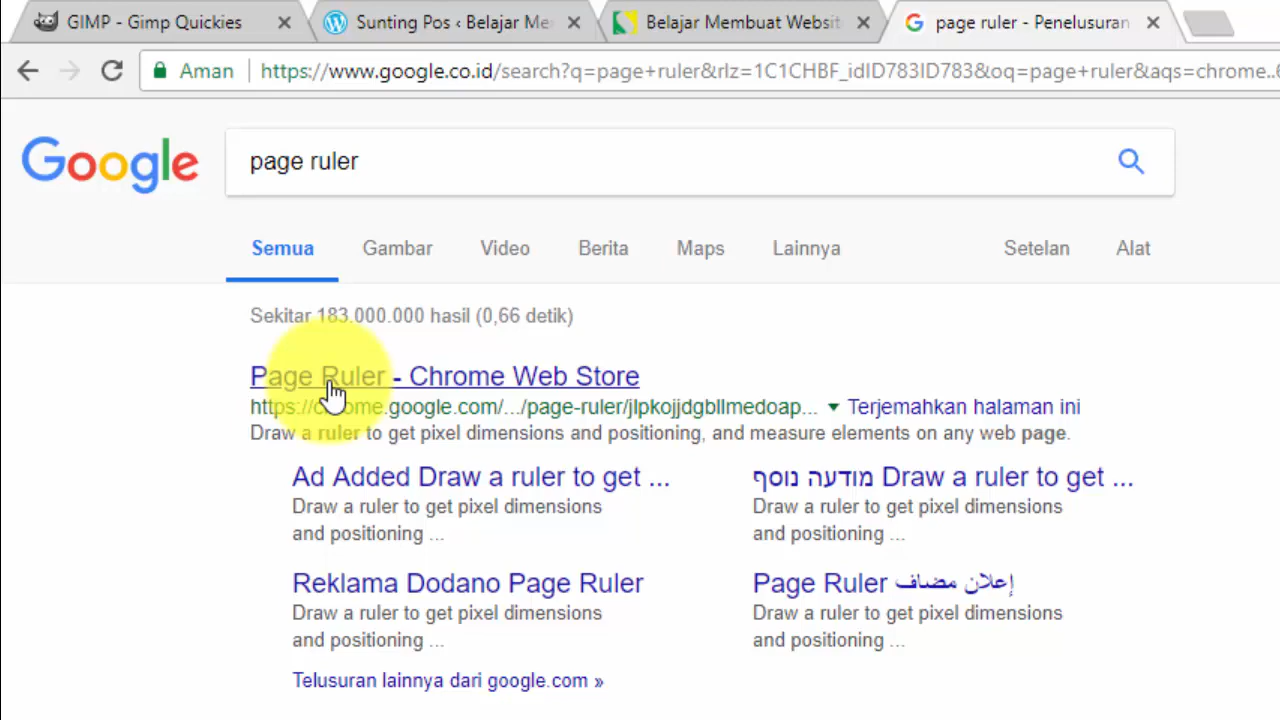 GIMP - Gimp Quickies
Sunting Pos ‹ Belajar Me
Belajar Membuat Websit
page ruler - Penelusuran
Aman
https://www.google.co.id/search?q=page+ruler&rlz=1C1CHBF_idID783ID783&oq=page+ruler&aqs=chrome..6
Google
page ruler
Semua
Gambar
Video
Berita
Maps
Lainnya
Setelan
Alat
Sekitar 183.000.000 hasil (0,66 detik)
Page Ruler - Chrome Web Store
https://chrome.google.com/.../page-ruler/jlpkojjdgbllmedoap... Terjemahkan halaman ini
Draw a ruler to get pixel dimensions and positioning, and measure elements on any web page.
Ad Added Draw a ruler to get ...
Draw a ruler to get pixel dimensions
and positioning ...
מודעה נוסף Draw a ruler to get ...
Draw a ruler to get pixel dimensions
and positioning ...
Reklama Dodano Page Ruler
Draw a ruler to get pixel dimensions
and positioning ...
Page Ruler إعلان مضاف
Draw a ruler to get pixel dimensions
and positioning ...
Telusuran lainnya dari google.com »